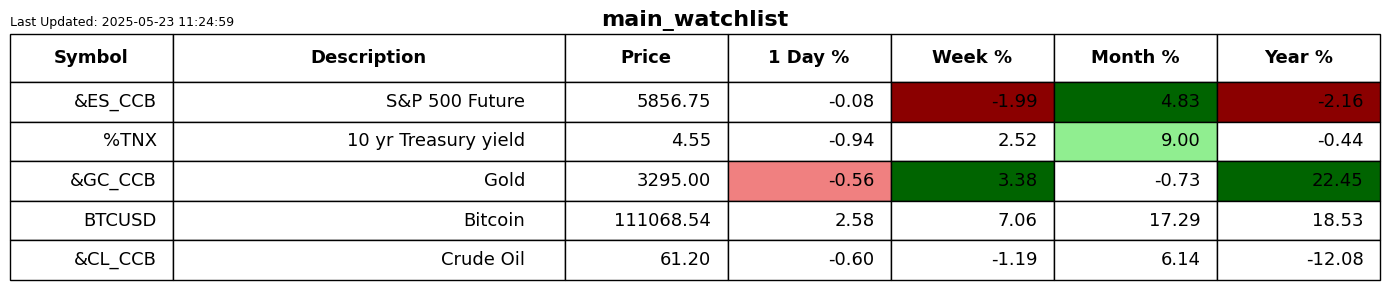 Last Updated: 2025-05-23 11:24:59
main_watchlist
Symbol Description Price 1 Day % Week % Month % Year %
&ES_CCB S&P 500 Future 5856.75 -0.08 -1.99 4.83 -2.16
%TNX 10 yr Treasury yield 4.55 -0.94 2.52 9.00 -0.44
&GC_CCB Gold 3295.00 -0.56 3.38 -0.73 22.45
BTCUSD Bitcoin 111068.54 2.58 7.06 17.29 18.53
&CL_CCB Crude Oil 61.20 -0.60 -1.19 6.14 -12.08